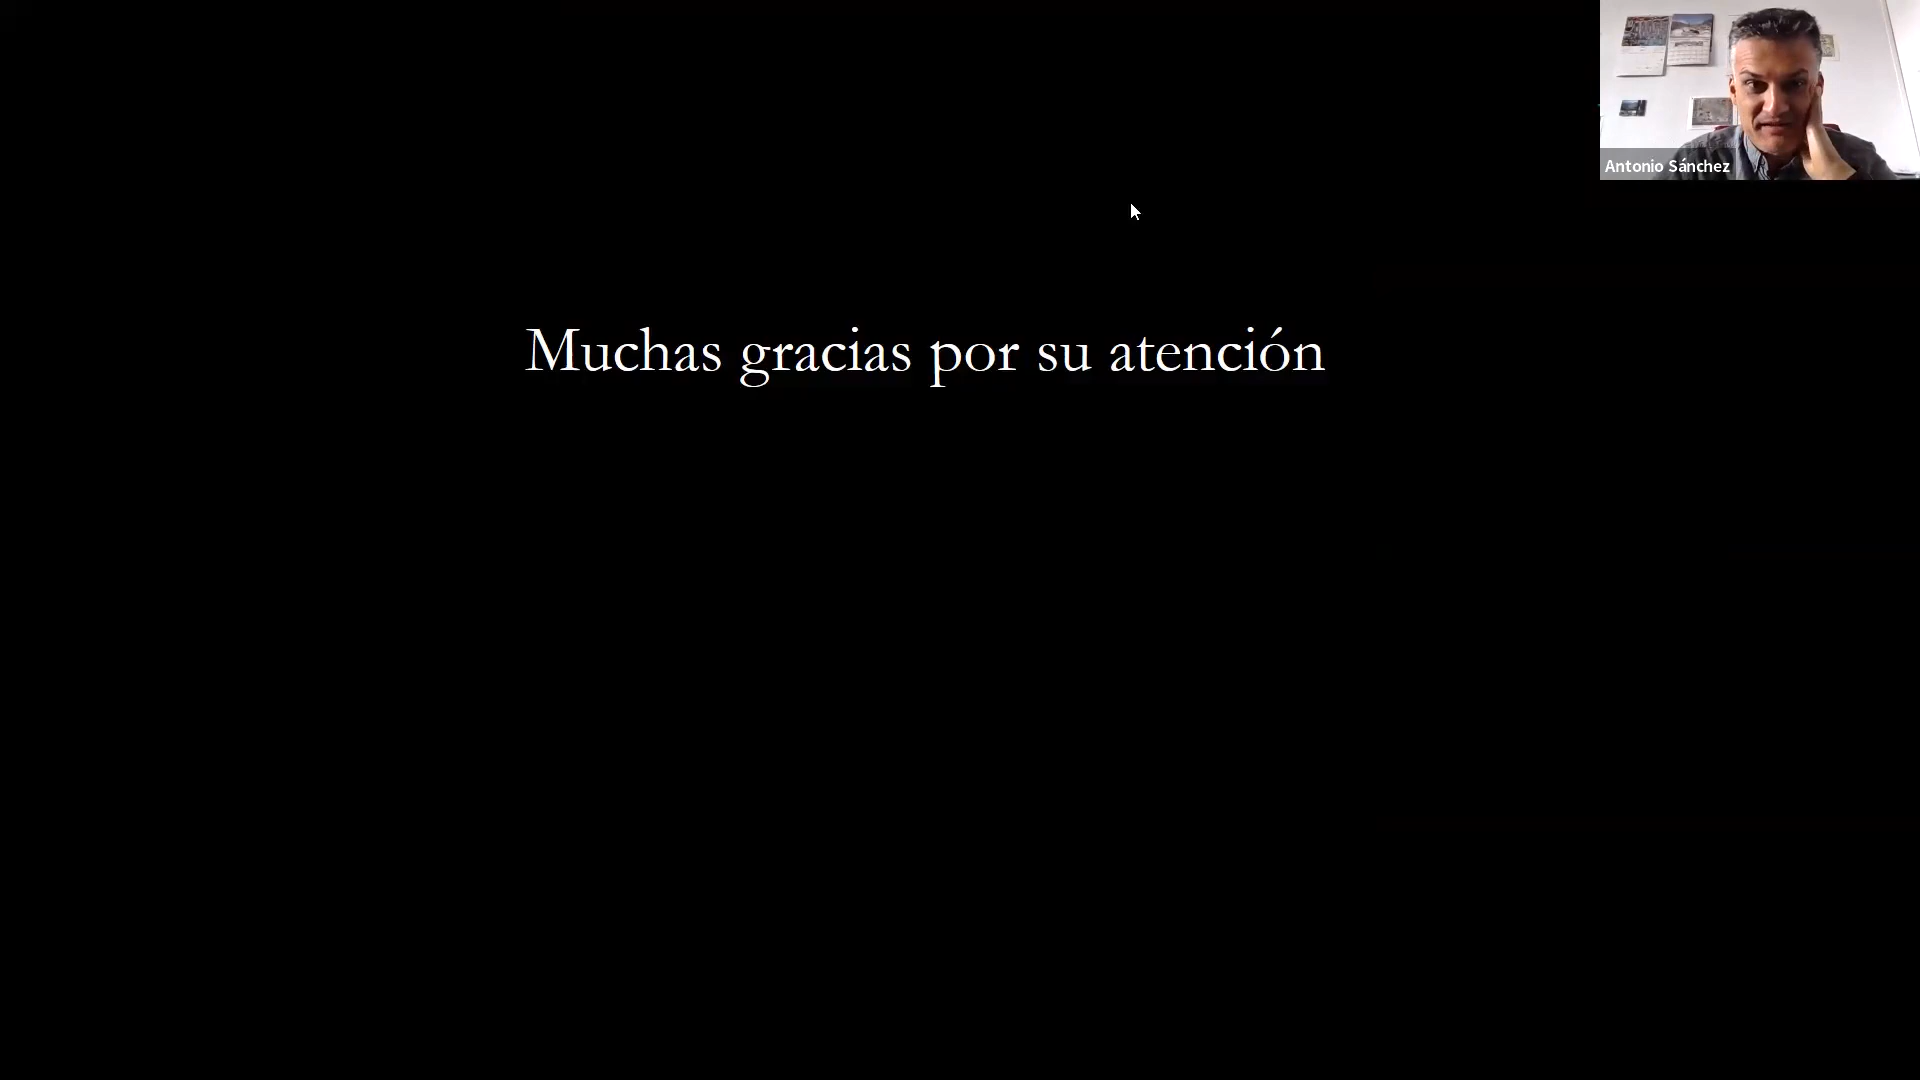 Antonio Sánchez
Muchas gracias por su atención